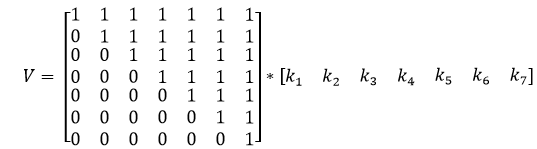 1 1 1 1 1 1 1
0 1 1 1 1 1 1
0 0 1 1 1 1 1
V = 0 0 0 1 1 1 1 * [k₁ k₂ k₃ k₄ k₅ k₆ k₇]
0 0 0 0 1 1 1
0 0 0 0 0 1 1
0 0 0 0 0 0 1